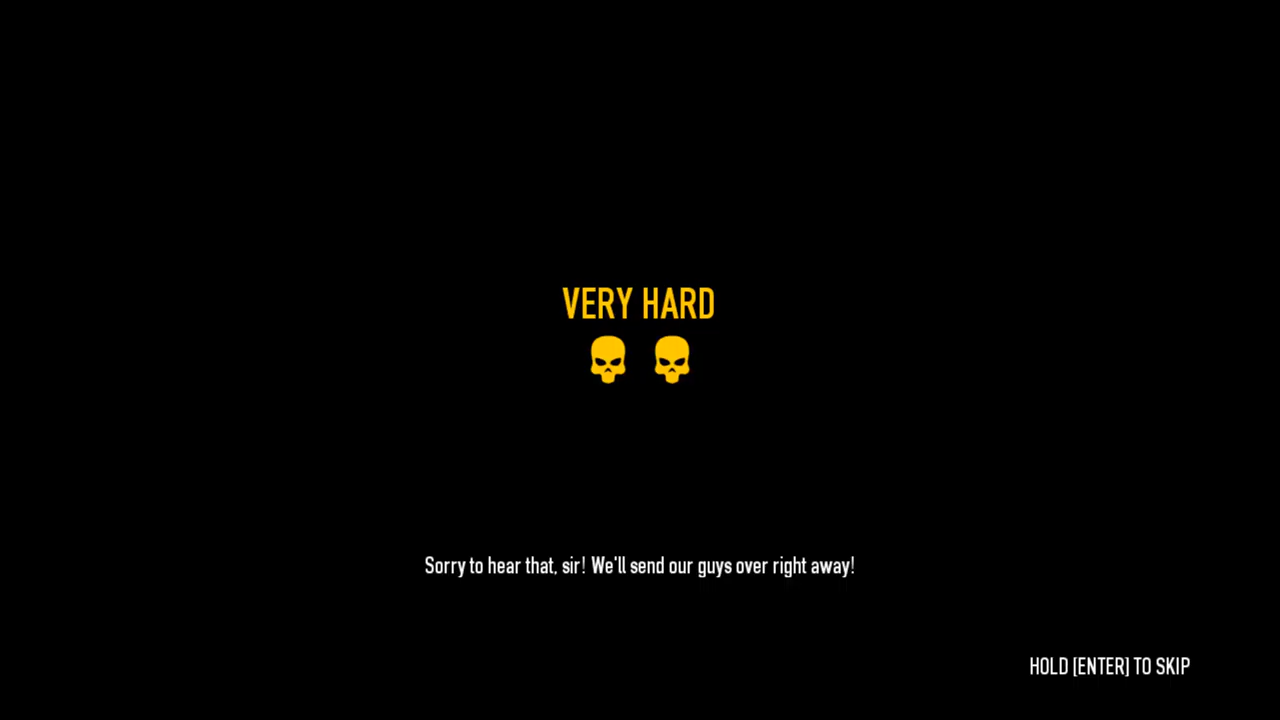 VERY HARD
Sorry to hear that, sir! We'll send our guys over right away!
HOLD [ENTER] TO SKIP